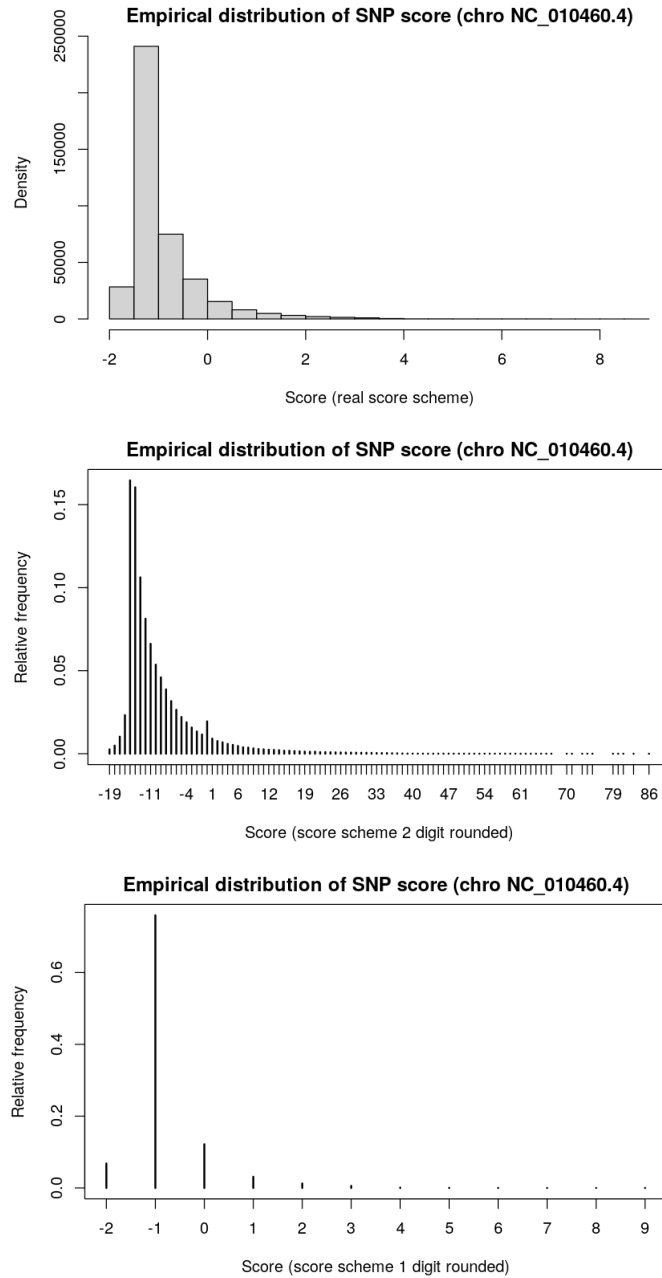 Empirical distribution of SNP score (chro NC_010460.4)
Density
0 50000 150000 250000
-2 0 2 4 6 8
Score (real score scheme)
Empirical distribution of SNP score (chro NC_010460.4)
Relative frequency
0.00 0.05 0.10 0.15
-19 -11 -4 1 6 12 19 26 33 40 47 54 61 70 79 86
Score (score scheme 2 digit rounded)
Empirical distribution of SNP score (chro NC_010460.4)
Relative frequency
0.0 0.2 0.4 0.6
-2 -1 0 1 2 3 4 5 6 7 8 9
Score (score scheme 1 digit rounded)